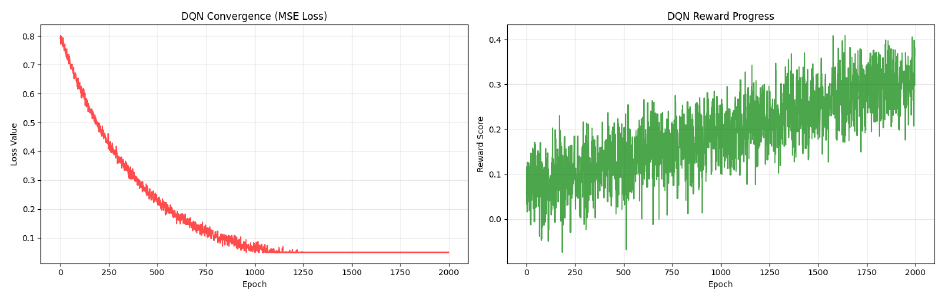 DQN Convergence (MSE Loss)
Loss Value
0.8
0.7
0.6
0.5
0.4
0.3
0.2
0.1
0 250 500 750 1000 1250 1500 1750 2000
Epoch
DQN Reward Progress
Reward Score
0.4
0.3
0.2
0.1
0.0
0 250 500 750 1000 1250 1500 1750 2000
Epoch